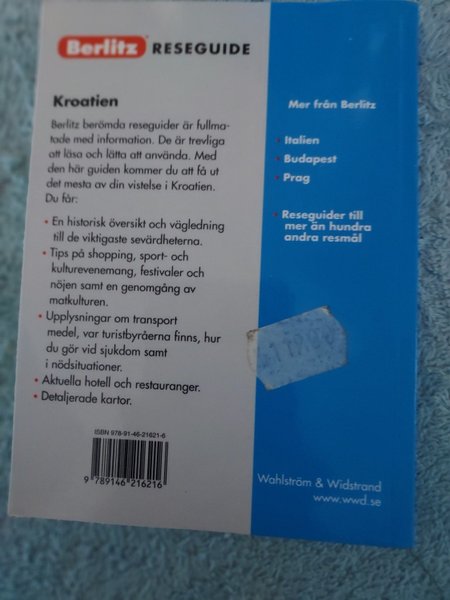 Berlitz RESEGUIDE
Kroatien
Berlitz berömda reseguider är fullma-
tade med information. De är trevliga
att läsa och lätta att använda. Med
den här guiden kommer du att få ut
det mesta av din vistelse i Kroatien.
Du får:
• En historisk översikt och vägledning
till de viktigaste sevärdheterna.
• Tips på shopping, sport- och
kulturevenemang, festivaler och
nöjen samt en genomgång av
matkulturen.
• Upplysningar om transport
medel, var turistbyråerna finns, hur
du gör vid sjukdom samt
i nödsituationer.
• Aktuella hotell och restauranger.
• Detaljerade kartor.
ISBN 978-91-46-21621-6
9 789146 216216
Mer från Berlitz
• Italien
• Budapest
• Prag
• Reseguider till
mer än hundra
andra resmål
Wahlström & Widstrand
www.wwd.se